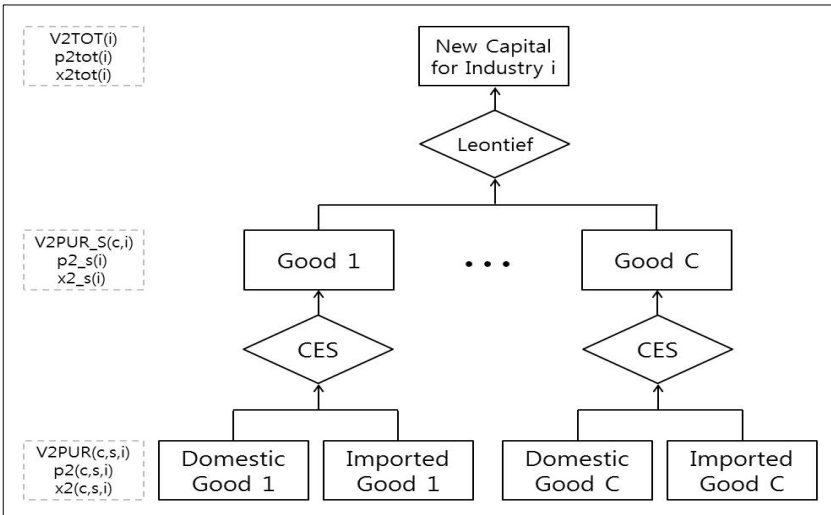 V2TOT(i)
p2tot(i)
x2tot(i)
New Capital
for Industry i
Leontief
V2PUR_S(c,i)
p2_s(i)
x2_s(i)
Good 1
• • •
Good C
CES
CES
V2PUR(c,s,i)
p2(c,s,i)
x2(c,s,i)
Domestic
Good 1
Imported
Good 1
Domestic
Good C
Imported
Good C